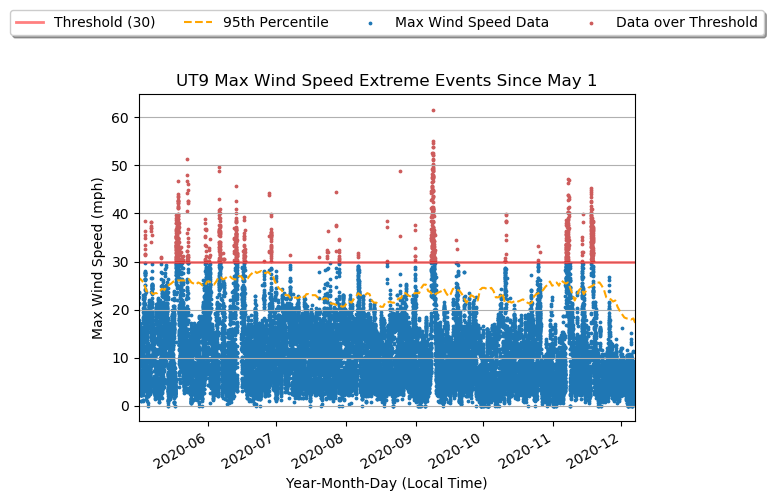 Threshold (30) 95th Percentile Max Wind Speed Data Data over Threshold
UT9 Max Wind Speed Extreme Events Since May 1
Max Wind Speed (mph)
60
50
40
30
20
10
0
2020-06 2020-07 2020-08 2020-09 2020-10 2020-11 2020-12
Year-Month-Day (Local Time)